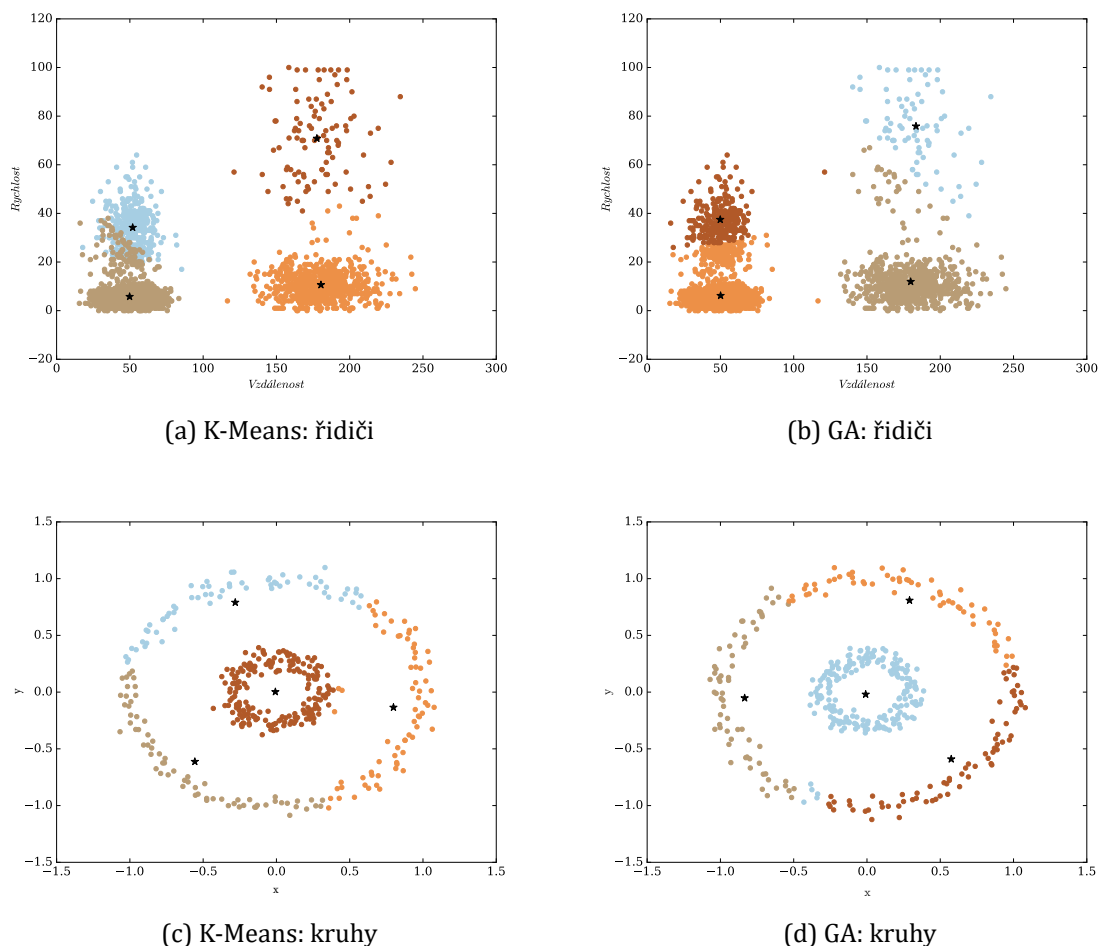 120
100
80
60
40
20
0
−20
Rychlost
0 50 100 150 200 250 300
Vzdálenost
(a) K-Means: řidiči
120
100
80
60
40
20
0
−20
Rychlost
0 50 100 150 200 250 300
Vzdálenost
(b) GA: řidiči
1.5
1.0
0.5
0.0
−0.5
−1.0
−1.5
y
−1.5 −1.0 −0.5 0.0 0.5 1.0 1.5
x
(c) K-Means: kruhy
1.5
1.0
0.5
0.0
−0.5
−1.0
−1.5
y
−1.5 −1.0 −0.5 0.0 0.5 1.0 1.5
x
(d) GA: kruhy